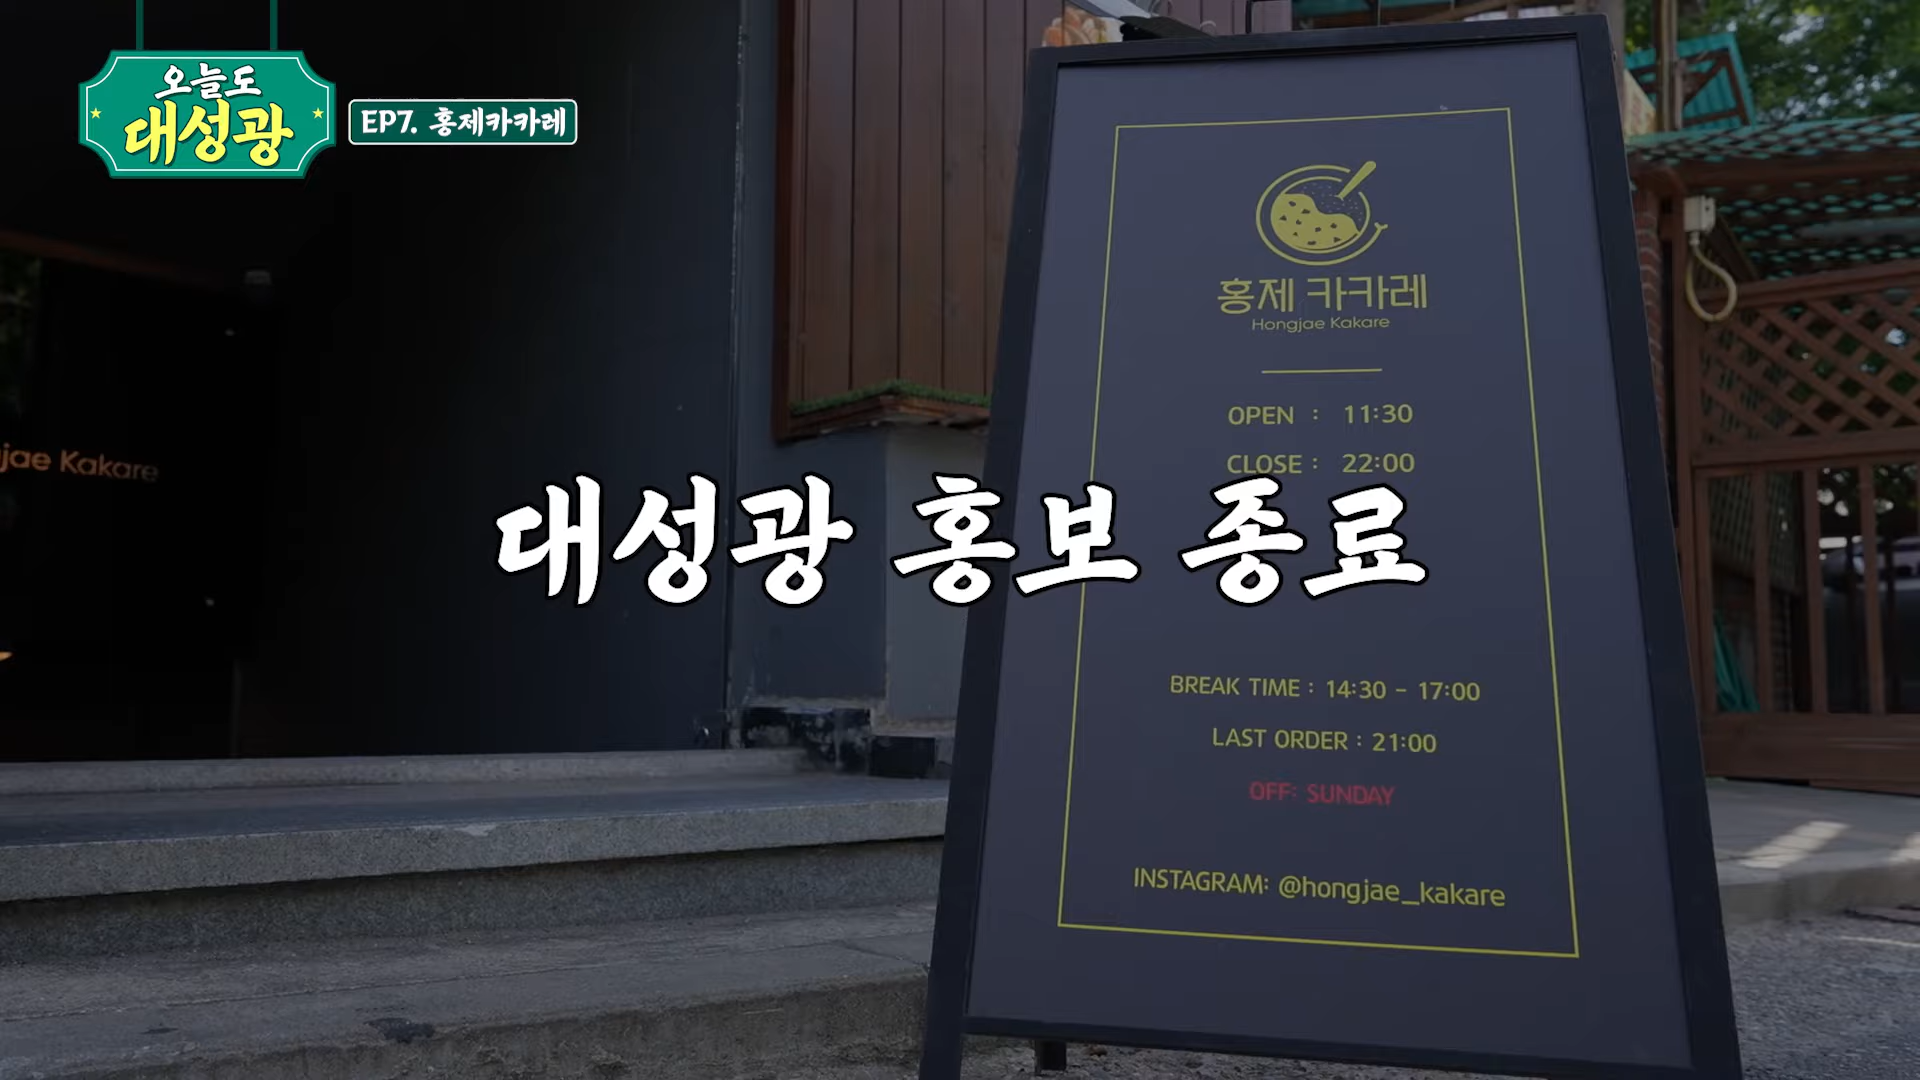 오늘도
대성광
EP7. 홍제카카레
홍제 카카레
Hongjae Kakare
OPEN : 11:30
CLOSE : 22:00
jae Kakare
대성광 홍보 종료
BREAK TIME : 14:30 - 17:00
LAST ORDER : 21:00
OFF: SUNDAY
INSTAGRAM: @hongjae_kakare